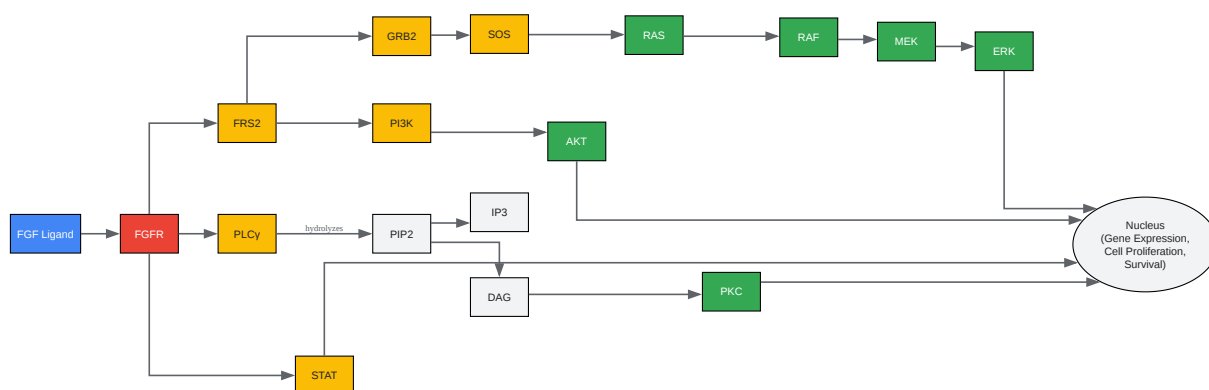 GRB2
SOS
RAS
RAF
MEK
ERK
FRS2
PI3K
AKT
IP3
FGF Ligand
FGFR
PLCγ
hydrolyzes
PIP2
Nucleus
(Gene Expression,
Cell Proliferation,
Survival)
DAG
PKC
STAT